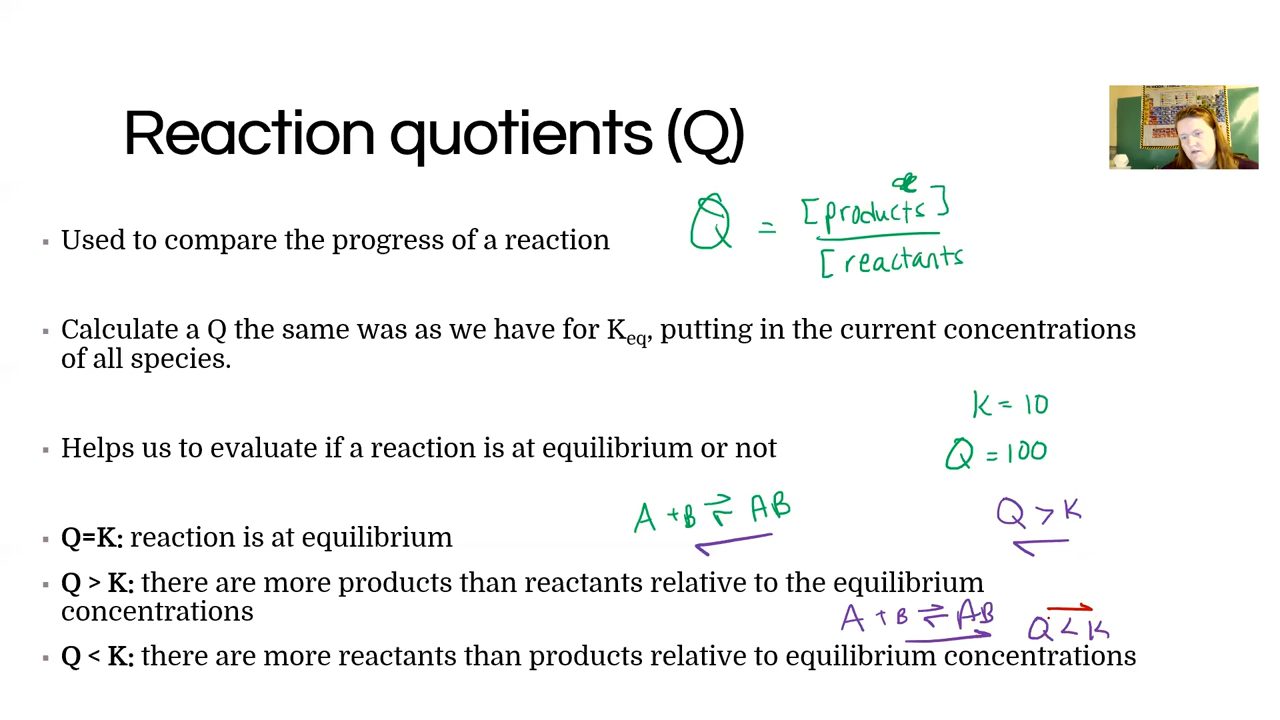 Reaction quotients (Q)
Q = [products]
[reactants
▪ Used to compare the progress of a reaction
▪ Calculate a Q the same was as we have for Keq, putting in the current concentrations
of all species.
K = 10
▪ Helps us to evaluate if a reaction is at equilibrium or not
Q = 100
A + B ⇌ AB
Q > K
▪ Q=K: reaction is at equilibrium
▪ Q > K: there are more products than reactants relative to the equilibrium
concentrations
A + B ⇌ AB
Q < K
▪ Q < K: there are more reactants than products relative to equilibrium concentrations